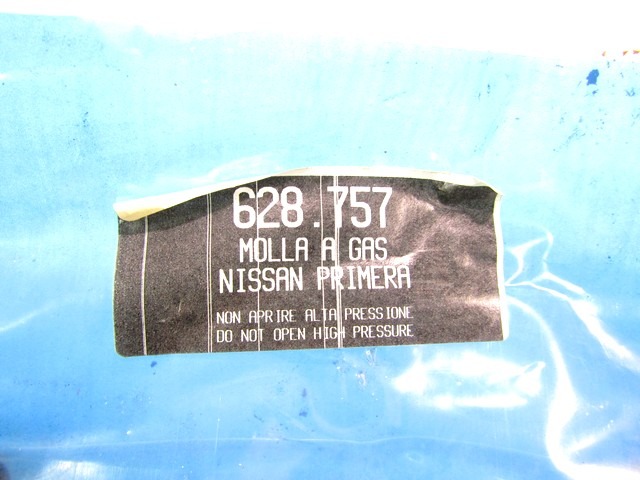 628.757
MOLLA A GAS
NISSAN PRIMERA
NON APRIRE ALTA PRESSIONE
DO NOT OPEN HIGH PRESSURE